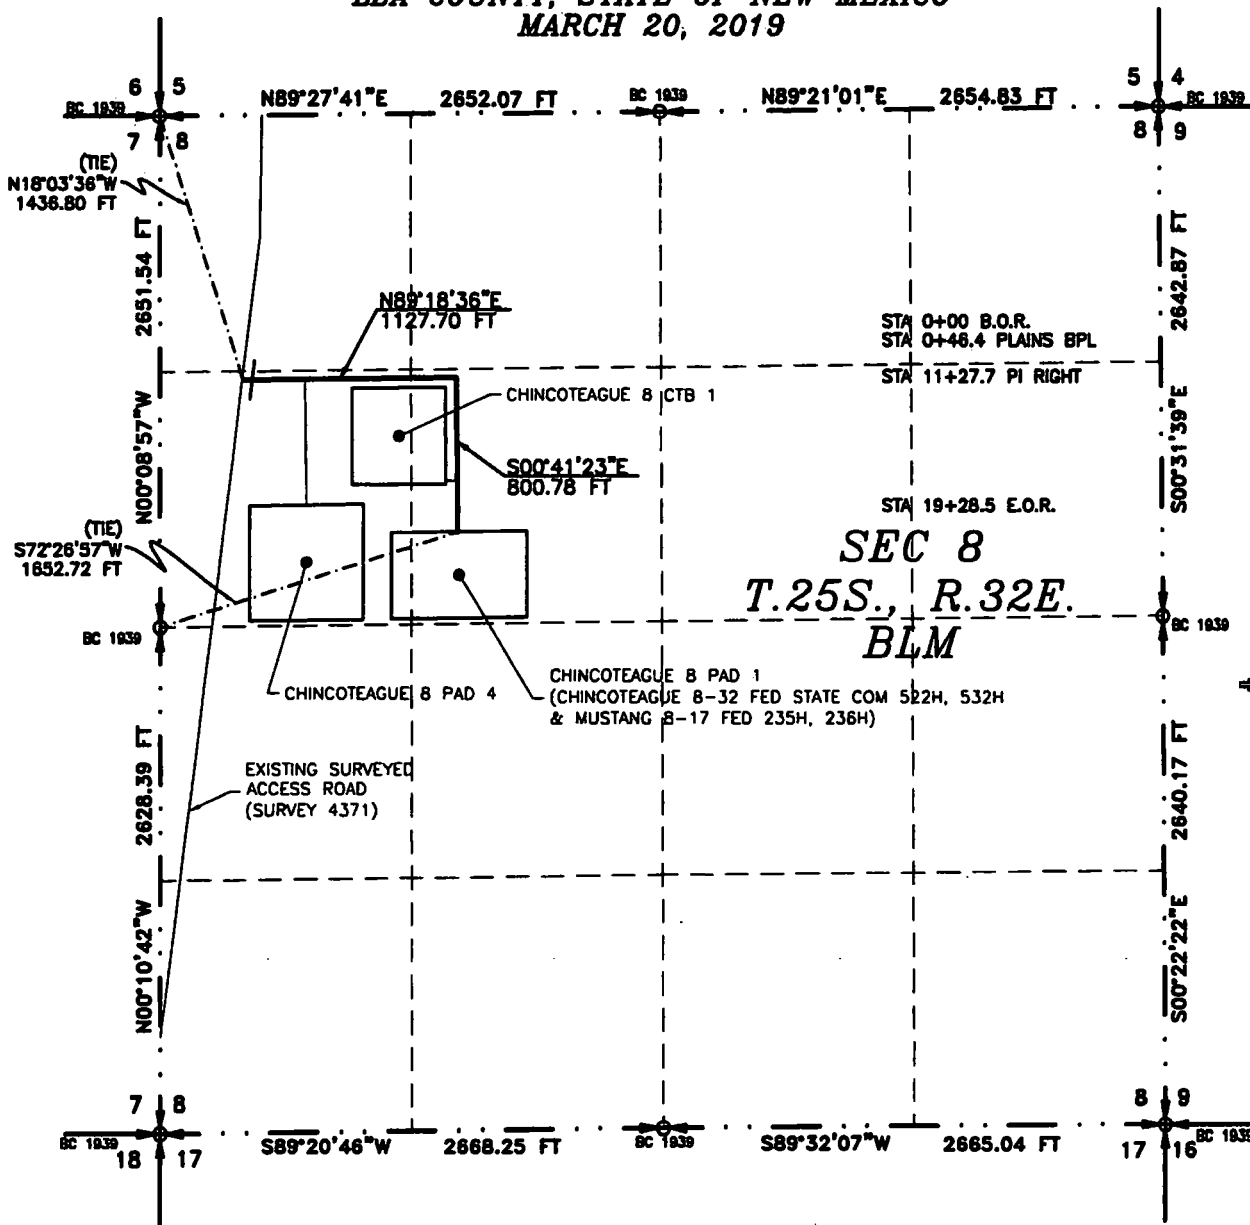 MARCH 20, 2019
6 5
5 4
BC 1939
N89°27'41"E 2652.07 FT
BC 1939
N89°21'01"E 2654.83 FT
BC 1939
7 8
8 9
(TIE)
N18°03'36"W
1436.80 FT
2651.54 FT
2642.87 FT
N89°18'36"E
1127.70 FT
STA 0+00 B.O.R.
STA 0+46.4 PLAINS BPL
STA 11+27.7 PI RIGHT
CHINCOTEAGUE 8 CTB 1
N00°08'57"W
S00°31'39"E
S00°41'23"E
800.78 FT
STA 19+28.5 E.O.R.
(TIE)
S72°26'57"W
1652.72 FT
SEC 8
T.25S., R.32E.
BLM
BC 1939
BC 1939
CHINCOTEAGUE 8 PAD 4
CHINCOTEAGUE 8 PAD 1
(CHINCOTEAGUE 8-32 FED STATE COM 522H, 532H
& MUSTANG 8-17 FED 235H, 236H)
2628.39 FT
2640.17 FT
EXISTING SURVEYED
ACCESS ROAD
(SURVEY 4371)
N00°10'42"W
S00°22'22"E
7 8
8 9
BC 1939
S89°20'46"W 2668.25 FT
BC 1939
S89°32'07"W 2665.04 FT
BC 1939
18 17
17 16